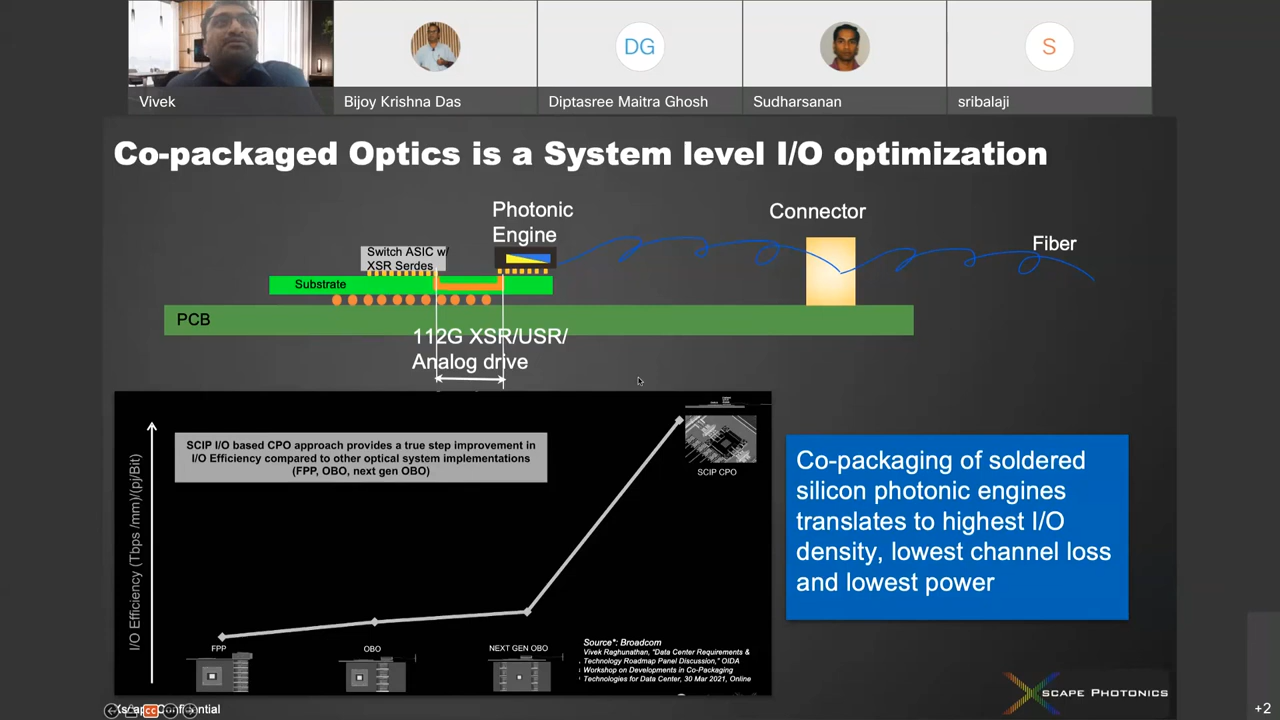 DG
S
Vivek
Bijoy Krishna Das
Diptasree Maitra Ghosh
Sudharsanan
sribalaji
Co-packaged Optics is a System level I/O optimization
Photonic
Engine
Connector
Fiber
Switch ASIC w/
XSR Serdes
Substrate
PCB
112G XSR/USR/
Analog drive
I/O Efficiency (Tbps /mm)/(pj/Bit)
SCIP I/O based CPO approach provides a true step improvement in
I/O Efficiency compared to other optical system implementations
(FPP, OBO, next gen OBO)
SCIP CPO
FPP
OBO
NEXT GEN OBO
Source*: Broadcom
Vivek Raghunathan, "Data Center Requirements &
Technology Roadmap Panel Discussion," OIDA
Workshop on Developments in Co-Packaging
Technologies for Data Center, 30 Mar 2021, Online
Co-packaging of soldered
silicon photonic engines
translates to highest I/O
density, lowest channel loss
and lowest power
XSCAPE PHOTONICS
Xscape Confidential
+2